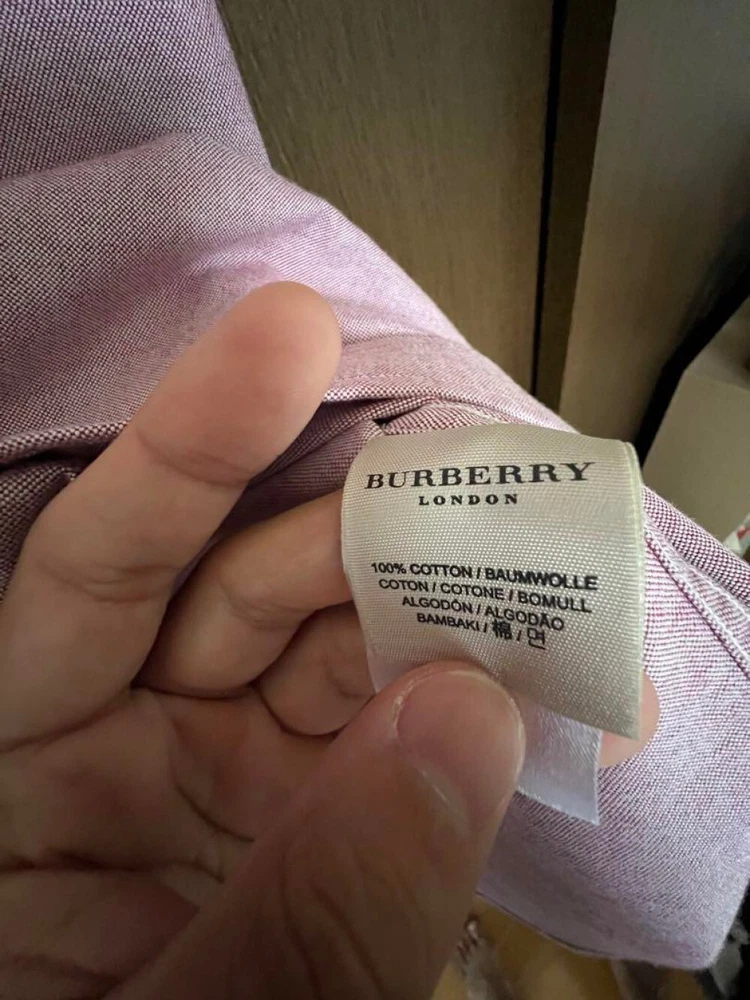 BURBERRY
LONDON
100% COTTON / BAUMWOLLE
COTON / COTONE / BOMULL
ALGODÓN / ALGODÃO
BAMBAKI / 棉 / 면